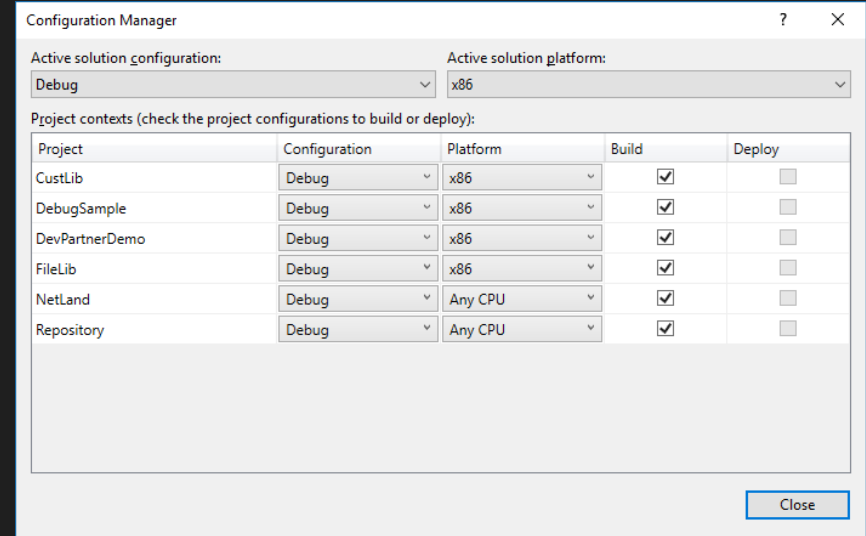 Configuration Manager ?
Active solution configuration: Active solution platform:
Debug x86
Project contexts (check the project configurations to build or deploy):
Project Configuration Platform Build Deploy
CustLib Debug x86
DebugSample Debug x86
DevPartnerDemo Debug x86
FileLib Debug x86
NetLand Debug Any CPU
Repository Debug Any CPU
Close